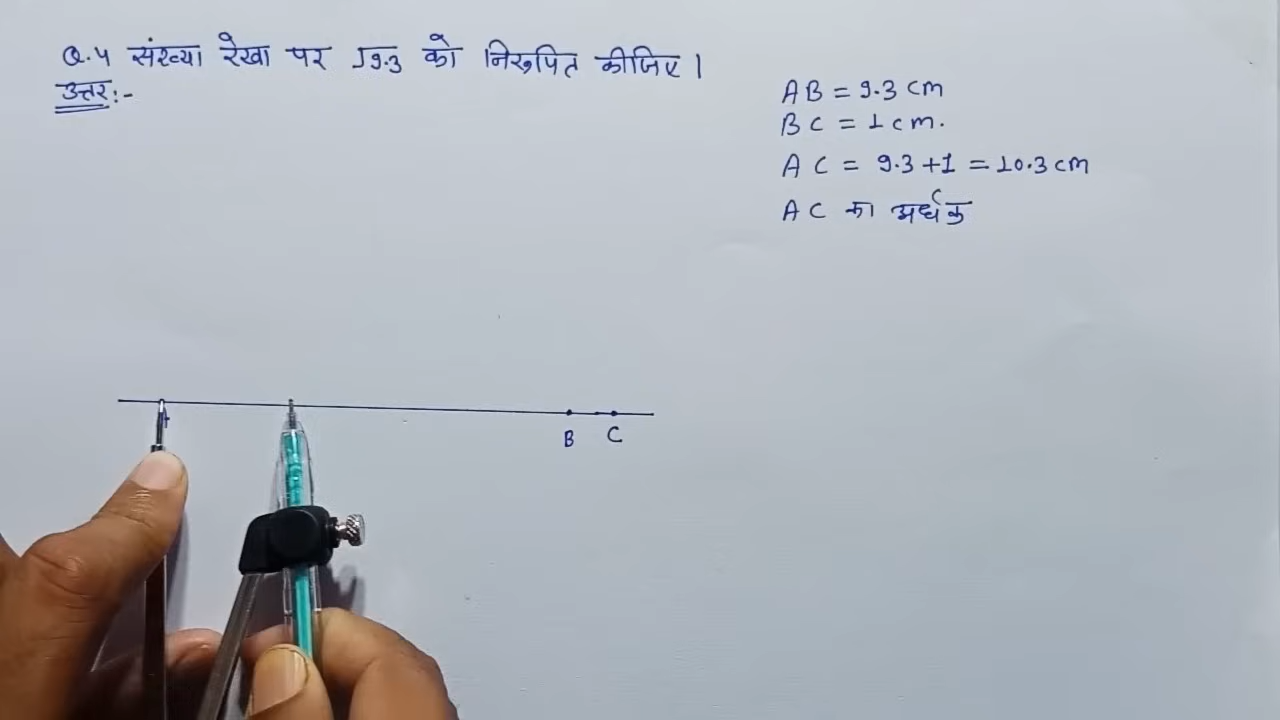 Q.4 संख्या रेखा पर √9.3 को निरूपित कीजिए।
उत्तर:-
AB = 9.3 cm
BC = 1 cm.
AC = 9.3 + 1 = 10.3 cm
AC का अर्धक
B C